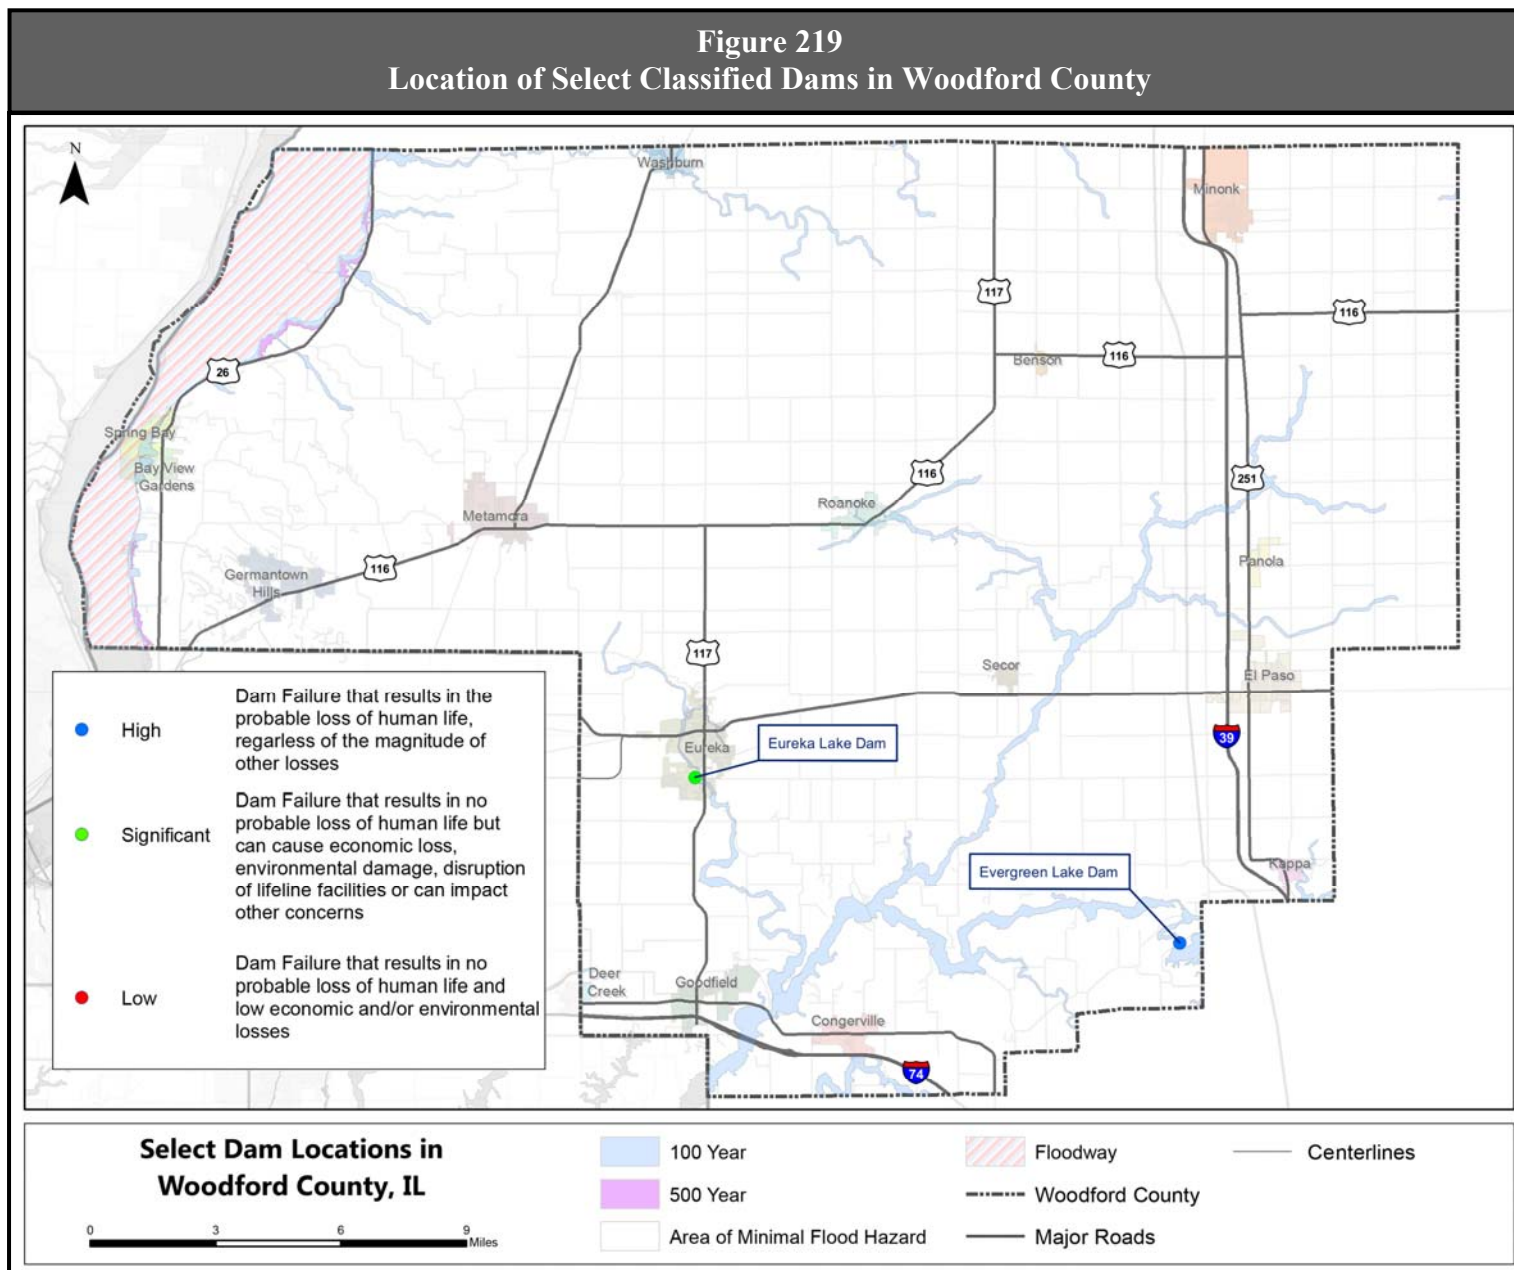 Figure 219
Location of Select Classified Dams in Woodford County
N
Washburn
Minonk
117
116
116
Benson
26
Spring Bay
Bay View
Gardens
116
251
Roanoke
Metamora
Panola
Germantown
Hills
116
117
Secor
El Paso
39
Eureka
Eureka Lake Dam
Evergreen Lake Dam
Kappa
Deer
Creek
Goodfield
Congerville
74
High
Dam Failure that results in the
probable loss of human life,
regarless of the magnitude of
other losses
Significant
Dam Failure that results in no
probable loss of human life but
can cause economic loss,
environmental damage, disruption
of lifeline facilities or can impact
other concerns
Low
Dam Failure that results in no
probable loss of human life and
low economic and/or environmental
losses
Select Dam Locations in
Woodford County, IL
0 3 6 9
Miles
100 Year
500 Year
Area of Minimal Flood Hazard
Floodway
Woodford County
Major Roads
Centerlines